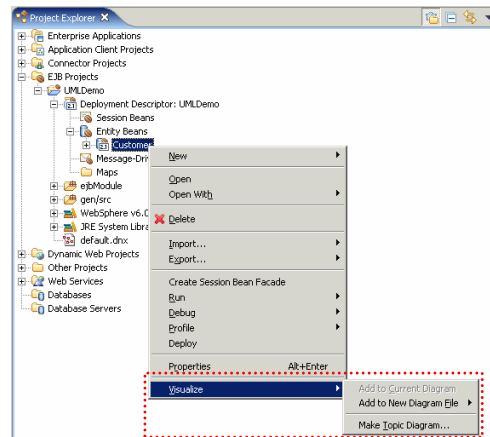 Project Explorer
Enterprise Applications
Application Client Projects
Connector Projects
EJB Projects
UMLDemo
Deployment Descriptor: UMLDemo
Session Beans
Entity Beans
Customer
Message-Dri
Maps
ejbModule
gen/src
WebSphere v6.0
JRE System Libra
default.dnx
Dynamic Web Projects
Other Projects
Web Services
Databases
Database Servers
New
Open
Open With
Delete
Import...
Export...
Create Session Bean Facade
Run
Debug
Profile
Deploy
Properties Alt+Enter
Visualize
Add to Current Diagram
Add to New Diagram File
Make Topic Diagram...